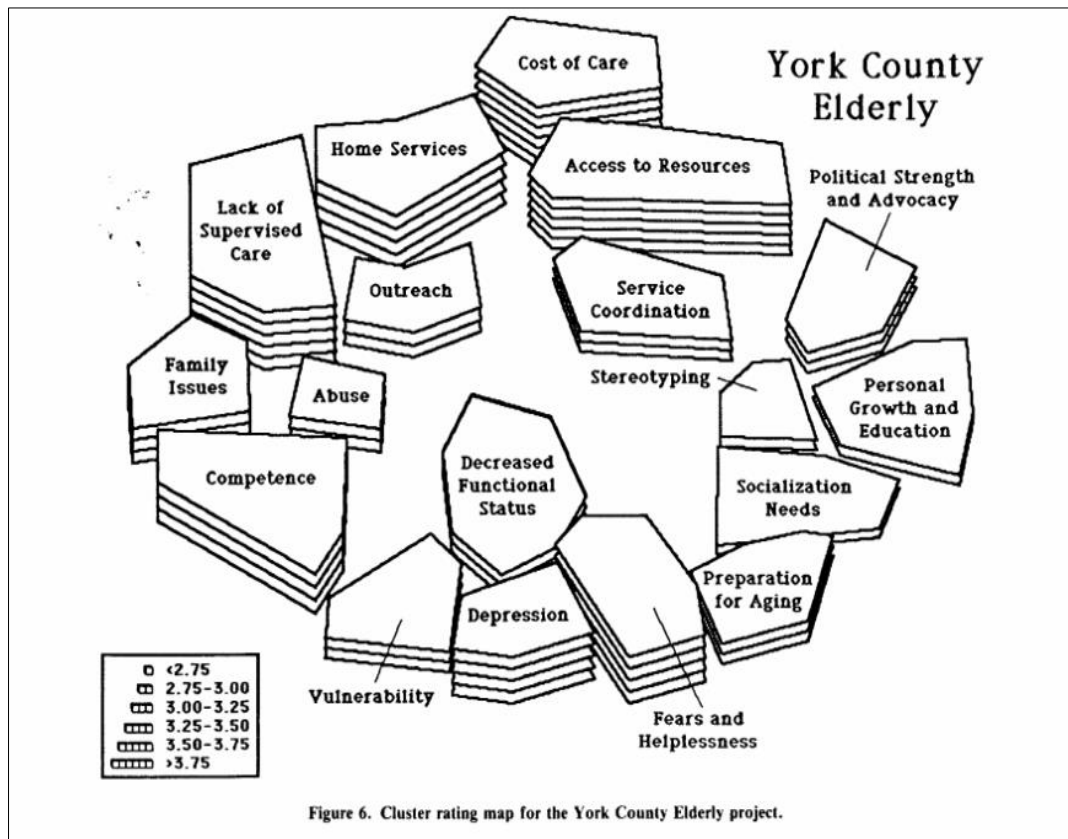 York County
Elderly
Cost of Care
Home Services
Access to Resources
Political Strength
and Advocacy
Lack of
Supervised
Care
Outreach
Service
Coordination
Family
Issues
Abuse
Stereotyping
Personal
Growth and
Education
Competence
Decreased
Functional
Status
Socialization
Needs
Preparation
for Aging
Depression
Vulnerability
Fears and
Helplessness
<2.75
2.75-3.00
3.00-3.25
3.25-3.50
3.50-3.75
>3.75
Figure 6. Cluster rating map for the York County Elderly project.